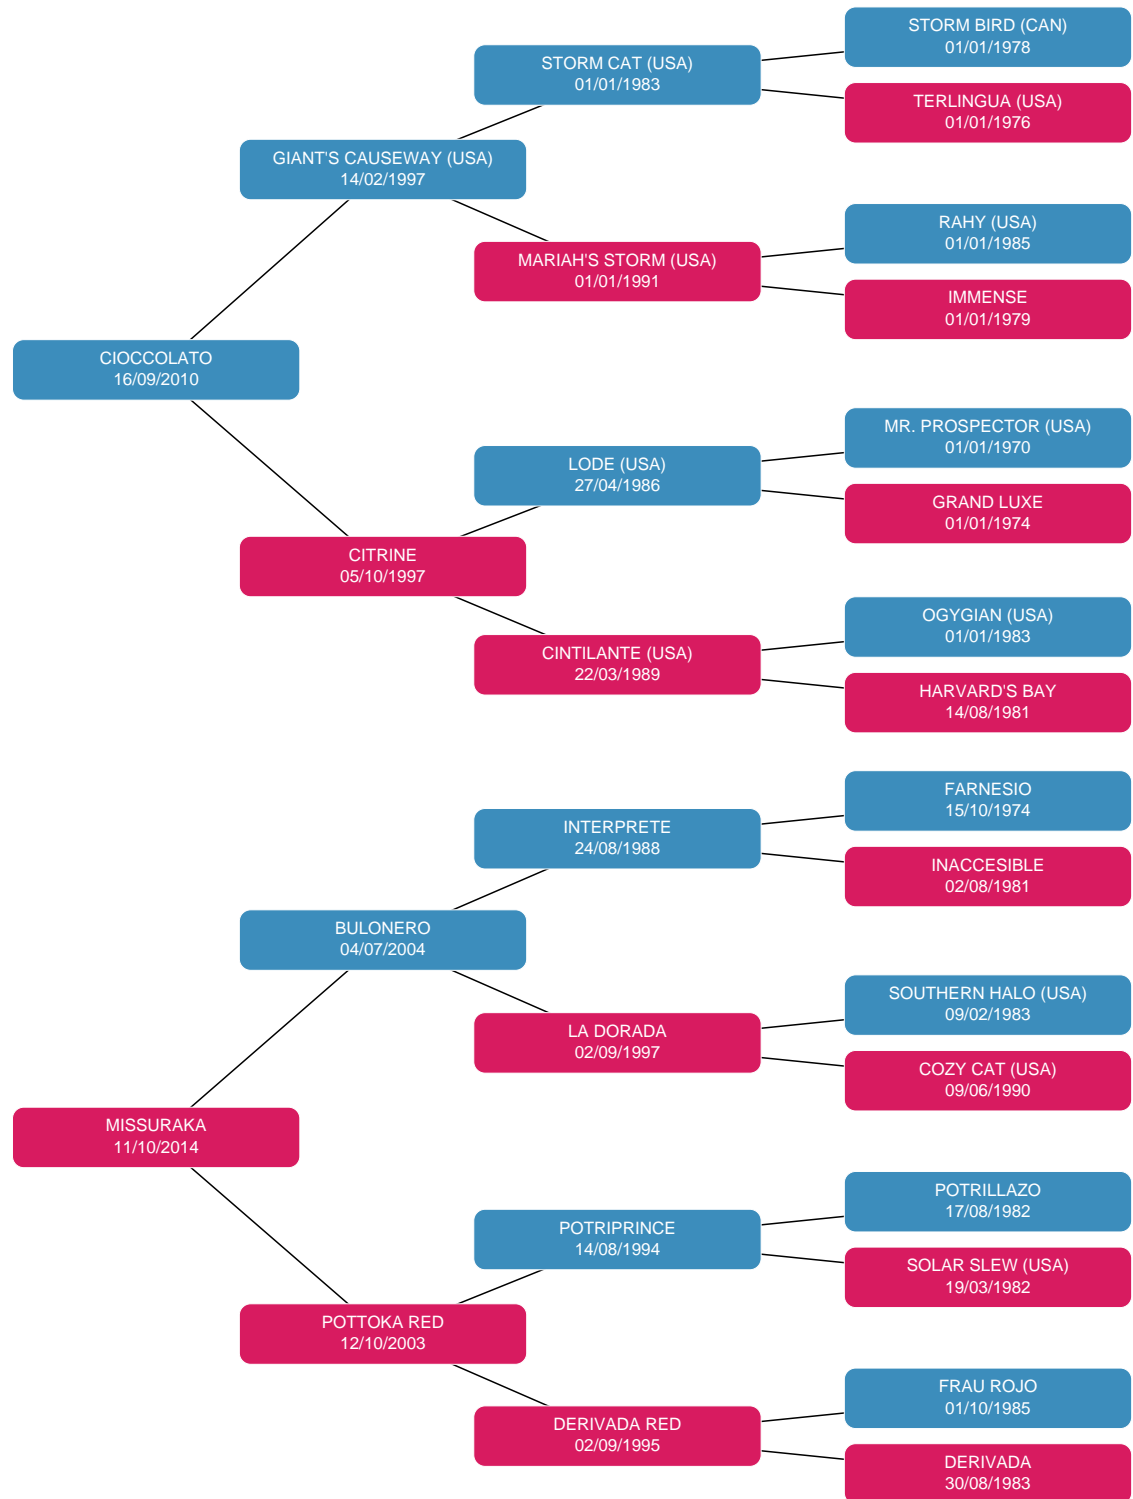 STORM BIRD (CAN)
01/01/1978
STORM CAT (USA)
01/01/1983
TERLINGUA (USA)
01/01/1976
GIANT'S CAUSEWAY (USA)
14/02/1997
RAHY (USA)
01/01/1985
MARIAH'S STORM (USA)
01/01/1991
IMMENSE
01/01/1979
CIOCCOLATO
16/09/2010
MR. PROSPECTOR (USA)
01/01/1970
LODE (USA)
27/04/1986
GRAND LUXE
01/01/1974
CITRINE
05/10/1997
OGYGIAN (USA)
01/01/1983
CINTILANTE (USA)
22/03/1989
HARVARD'S BAY
14/08/1981
FARNESIO
15/10/1974
INTERPRETE
24/08/1988
INACCESIBLE
02/08/1981
BULONERO
04/07/2004
SOUTHERN HALO (USA)
09/02/1983
LA DORADA
02/09/1997
COZY CAT (USA)
09/06/1990
MISSURAKA
11/10/2014
POTRILLAZO
17/08/1982
POTRIPRINCE
14/08/1994
SOLAR SLEW (USA)
19/03/1982
POTTOKA RED
12/10/2003
FRAU ROJO
01/10/1985
DERIVADA RED
02/09/1995
DERIVADA
30/08/1983